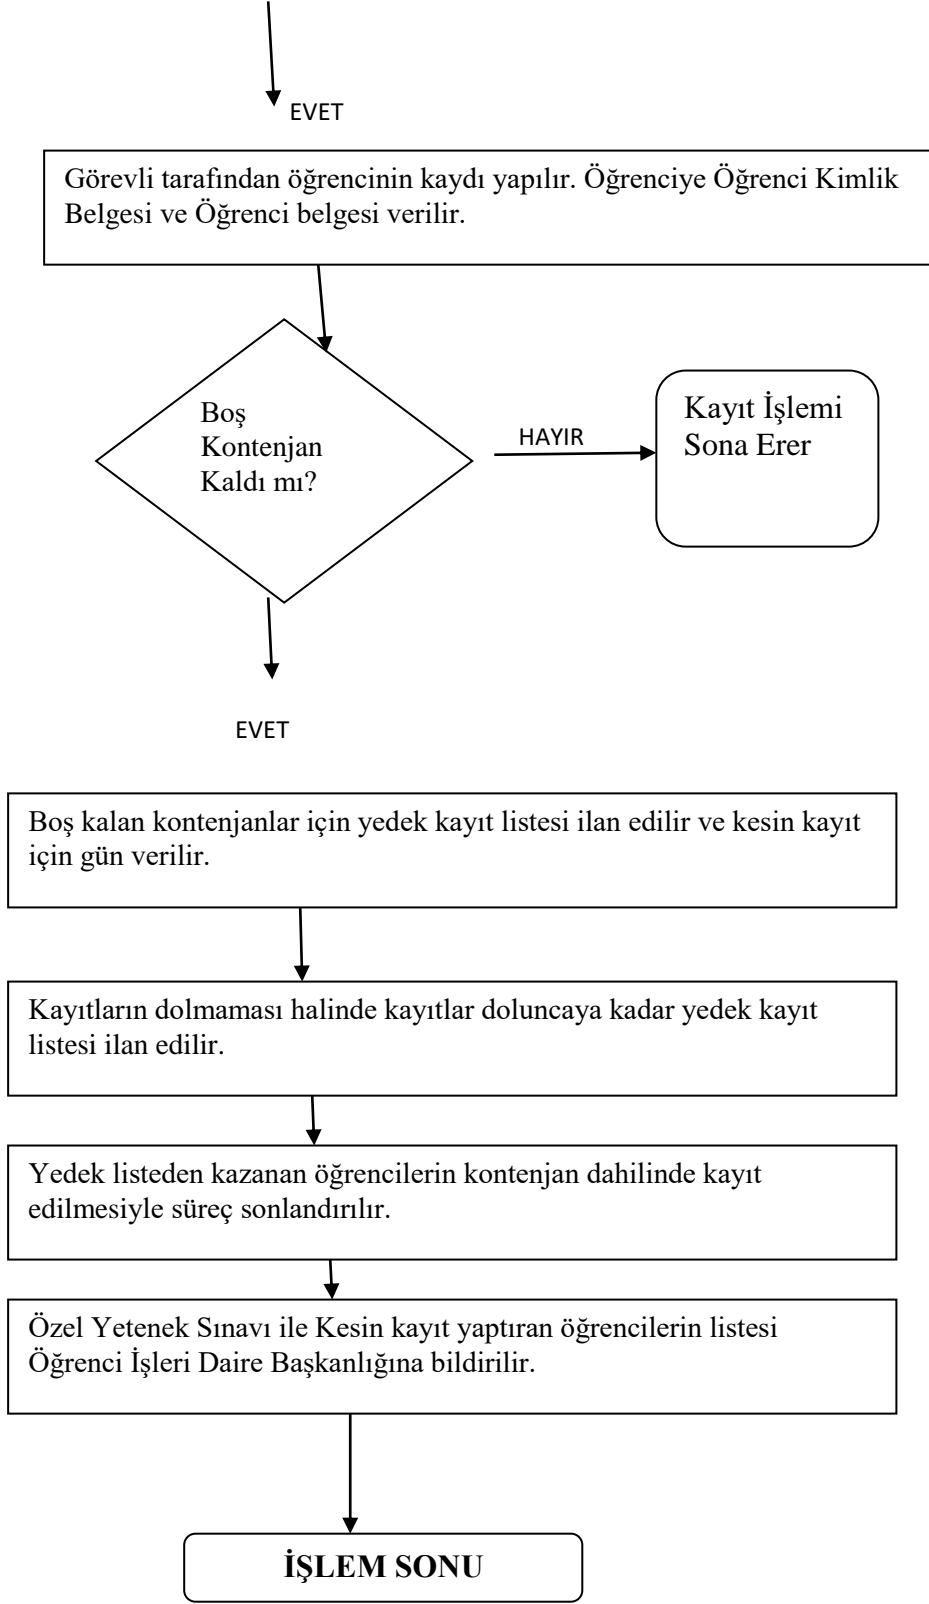 EVET
Görevli tarafından öğrencinin kaydı yapılır. Öğrenciye Öğrenci Kimlik
Belgesi ve Öğrenci belgesi verilir.
Boş
Kontenjan
Kaldı mı?
HAYIR
Kayıt İşlemi
Sona Erer
EVET
Boş kalan kontenjanlar için yedek kayıt listesi ilan edilir ve kesin kayıt
için gün verilir.
Kayıtların dolmaması halinde kayıtlar doluncaya kadar yedek kayıt
listesi ilan edilir.
Yedek listeden kazanan öğrencilerin kontenjan dahilinde kayıt
edilmesiyle süreç sonlandırılır.
Özel Yetenek Sınavı ile Kesin kayıt yaptıran öğrencilerin listesi
Öğrenci İşleri Daire Başkanlığına bildirilir.
İŞLEM SONU